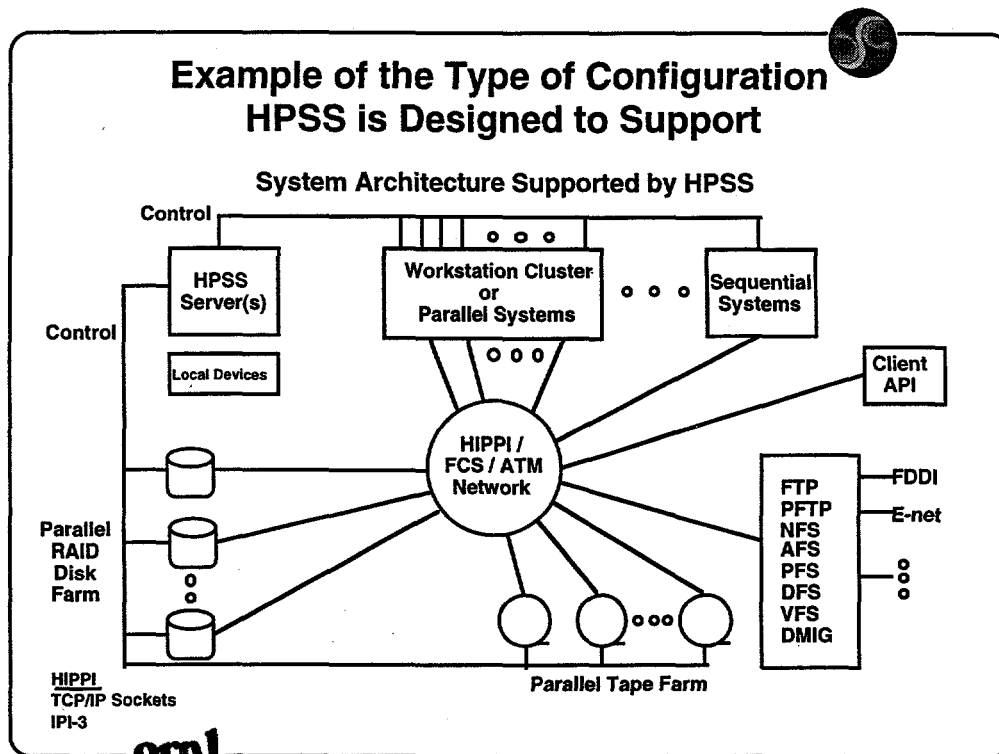 Example of the Type of Configuration
HPSS is Designed to Support
System Architecture Supported by HPSS
Control
HPSS
Server(s)
Workstation Cluster
or
Parallel Systems
Sequential
Systems
Control
Local Devices
Client
API
HIPPI /
FCS / ATM
Network
FTP
PFTP
NFS
AFS
PFS
DFS
VFS
DMIG
FDDI
E-net
Parallel
RAID
Disk
Farm
Parallel Tape Farm
HIPPI
TCP/IP Sockets
IPI-3
ornl